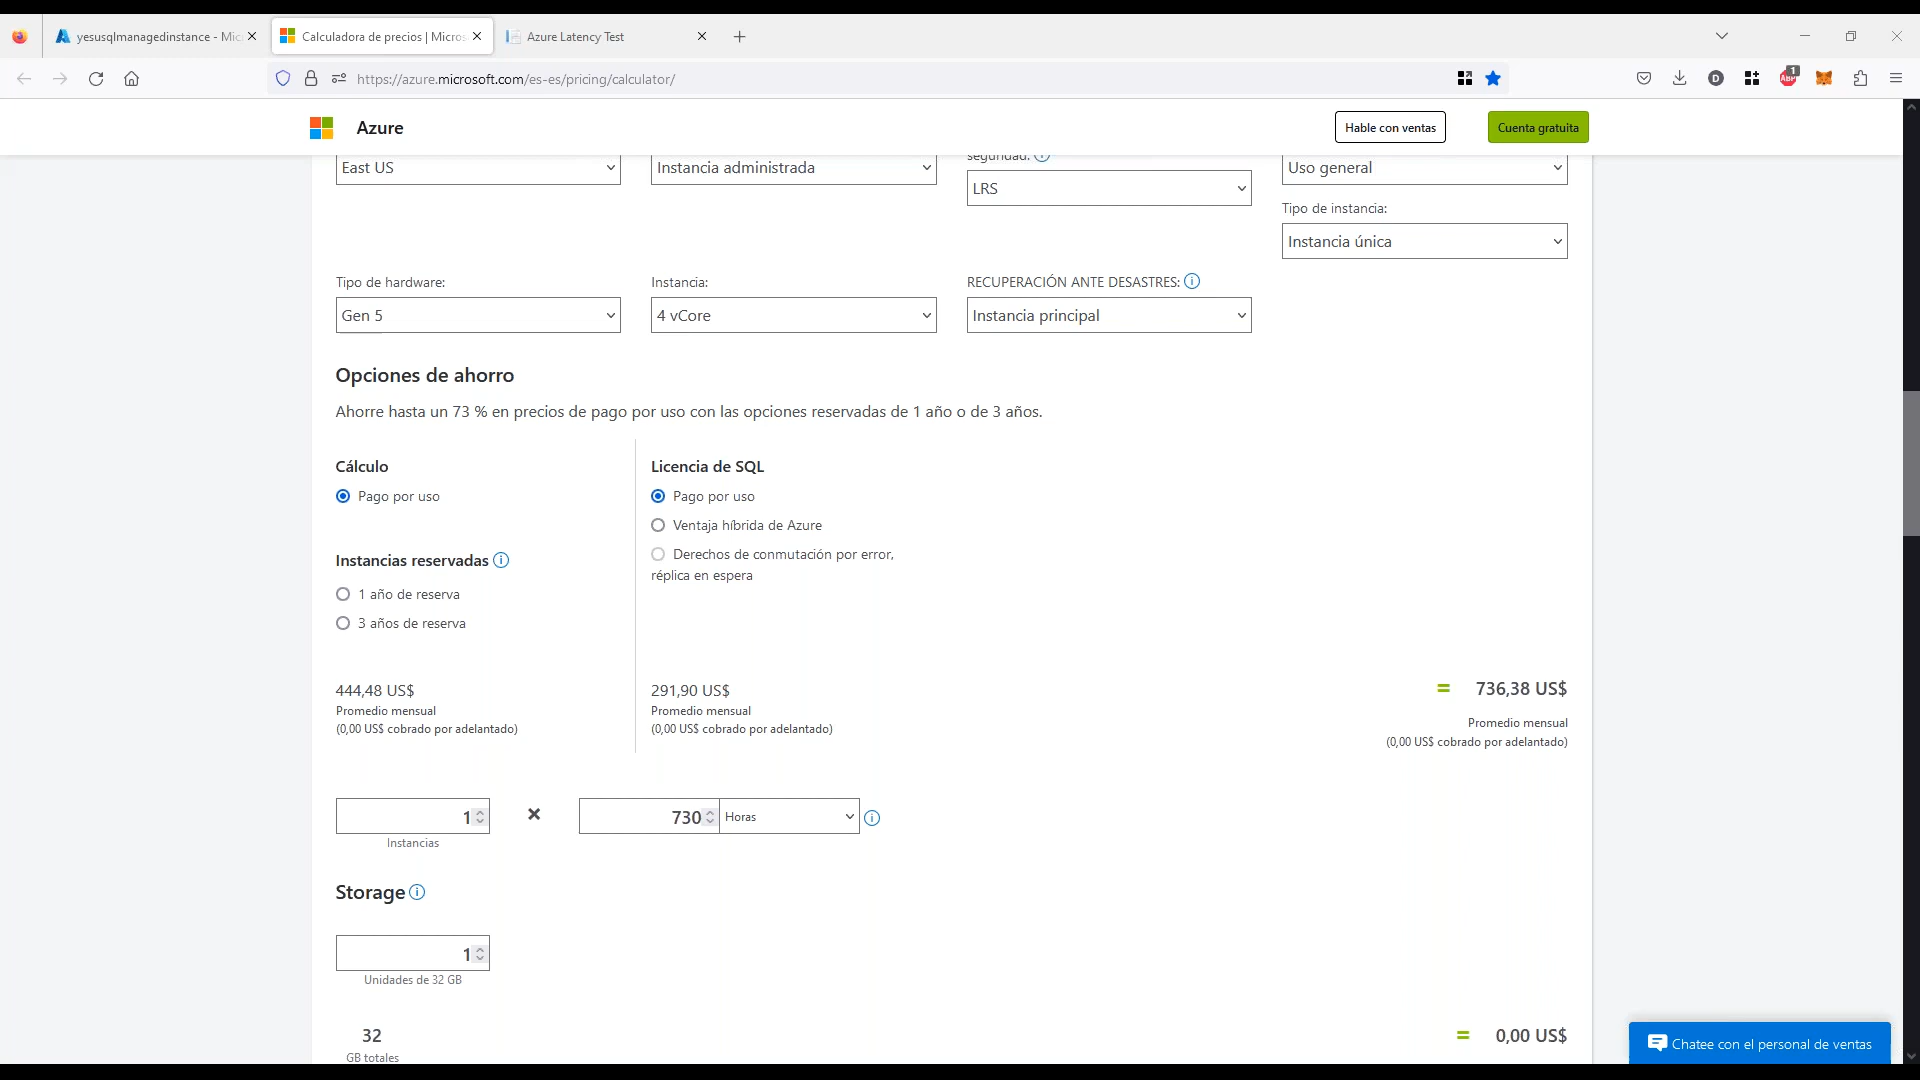 yesusqlmanagedinstance - Mic
Calculadora de precios | Micros
Azure Latency Test
https://azure.microsoft.com/es-es/pricing/calculator/
D
ABP
1
Azure
Hable con ventas
Cuenta gratuita
seguridad:
East US
Instancia administrada
LRS
Uso general
Tipo de instancia:
Instancia única
Tipo de hardware:
Instancia:
RECUPERACIÓN ANTE DESASTRES:
Gen 5
4 vCore
Instancia principal
Opciones de ahorro
Ahorre hasta un 73 % en precios de pago por uso con las opciones reservadas de 1 año o de 3 años.
Cálculo
Pago por uso
Instancias reservadas
1 año de reserva
3 años de reserva
444,48 US$
Promedio mensual
(0,00 US$ cobrado por adelantado)
Licencia de SQL
Pago por uso
Ventaja híbrida de Azure
Derechos de conmutación por error,
réplica en espera
291,90 US$
Promedio mensual
(0,00 US$ cobrado por adelantado)
= 736,38 US$
Promedio mensual
(0,00 US$ cobrado por adelantado)
1
Instancias
×
730
Horas
Storage
1
Unidades de 32 GB
32
GB totales
= 0,00 US$
Chatee con el personal de ventas